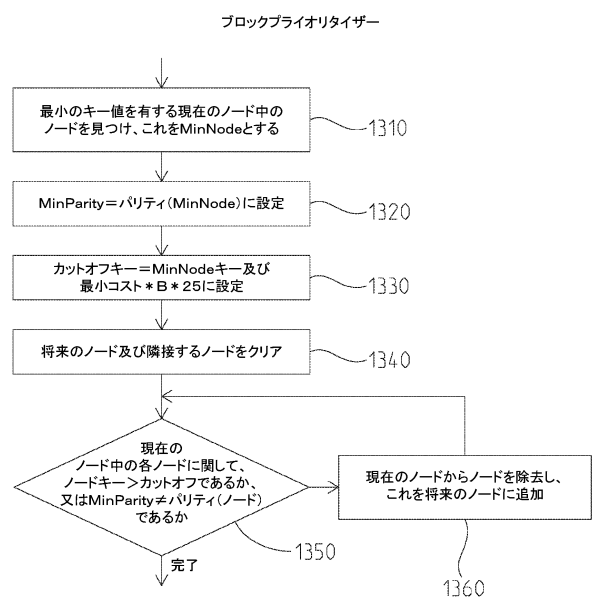 ブロックプライオリタイザー
最小のキー値を有する現在のノード中の
ノードを見つけ、これをMinNodeとする
1310
MinParity=パリティ(MinNode)に設定
1320
カットオフキー=MinNodeキー及び
最小コスト*B*25に設定
1330
将来のノード及び隣接するノードをクリア
1340
現在の
ノード中の各ノードに関して、
ノードキー>カットオフであるか、
又はMinParity≠パリティ(ノード)
であるか
1350
現在のノードからノードを除去し、
これを将来のノードに追加
1360
完了